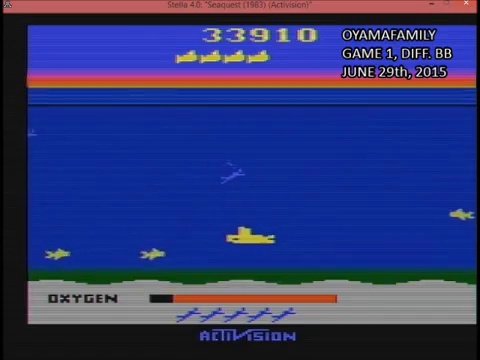 Stella 4.0: "Seaquest (1983) (Activision)"
33910
OYAMAFAMILY
GAME 1, DIFF. BB
JUNE 29th, 2015
OXYGEN
ACTIVISION